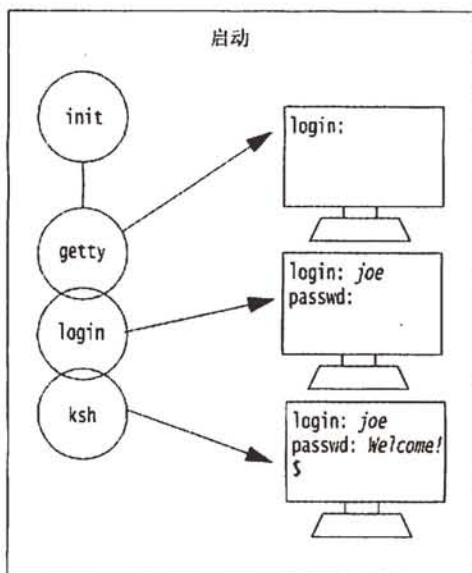 启动
init
getty
login
ksh
login:
login: joe
passwd:
login: joe
passwd: Welcome!
$